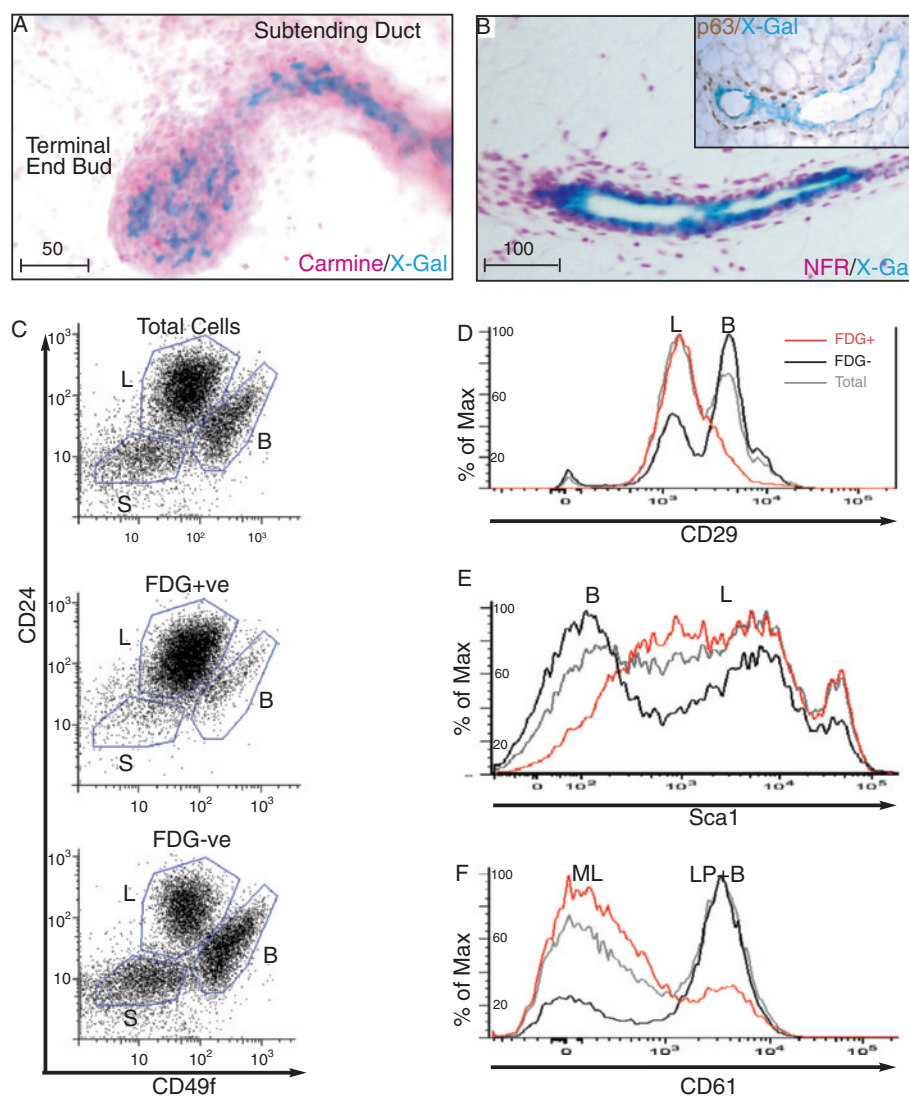 A
Subtending Duct
Terminal
End Bud
50
Carmine/X-Gal
B
p63/X-Gal
100
NFR/X-Gal
C
Total Cells
10³
10²
10
L
B
S
10 10² 10³
FDG+ve
10³
10²
10
L
B
S
10 10² 10³
FDG-ve
10³
10²
10
L
B
S
10 10² 10³
CD24
CD49f
D
L B
FDG+
FDG-
Total
100
60
20
% of Max
0 10³ 10⁴ 10⁵
CD29
E
B L
100
80
60
20
% of Max
0 10² 10³ 10⁴ 10⁵
Sca1
F
ML LP+B
100
80
60
20
% of Max
0 10³ 10⁴ 10⁵
CD61